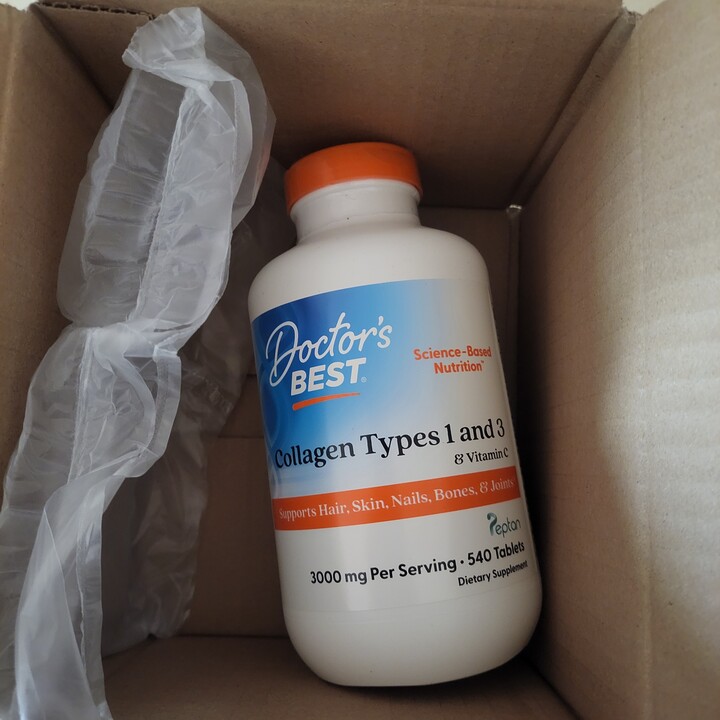 Doctor's
BEST®
Science-Based
Nutrition™
Collagen Types 1 and 3
& Vitamin C
Supports Hair, Skin, Nails, Bones, & Joints
Peptan
3000 mg Per Serving • 540 Tablets
Dietary Supplement